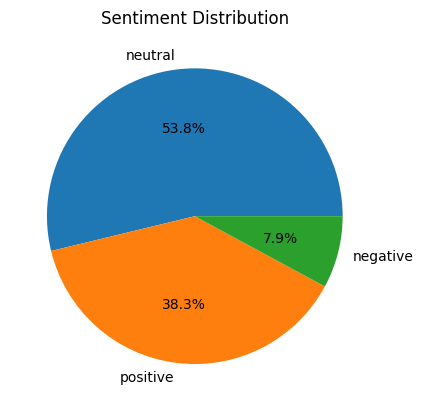 Sentiment Distribution
neutral
53.8%
7.9%
negative
38.3%
positive